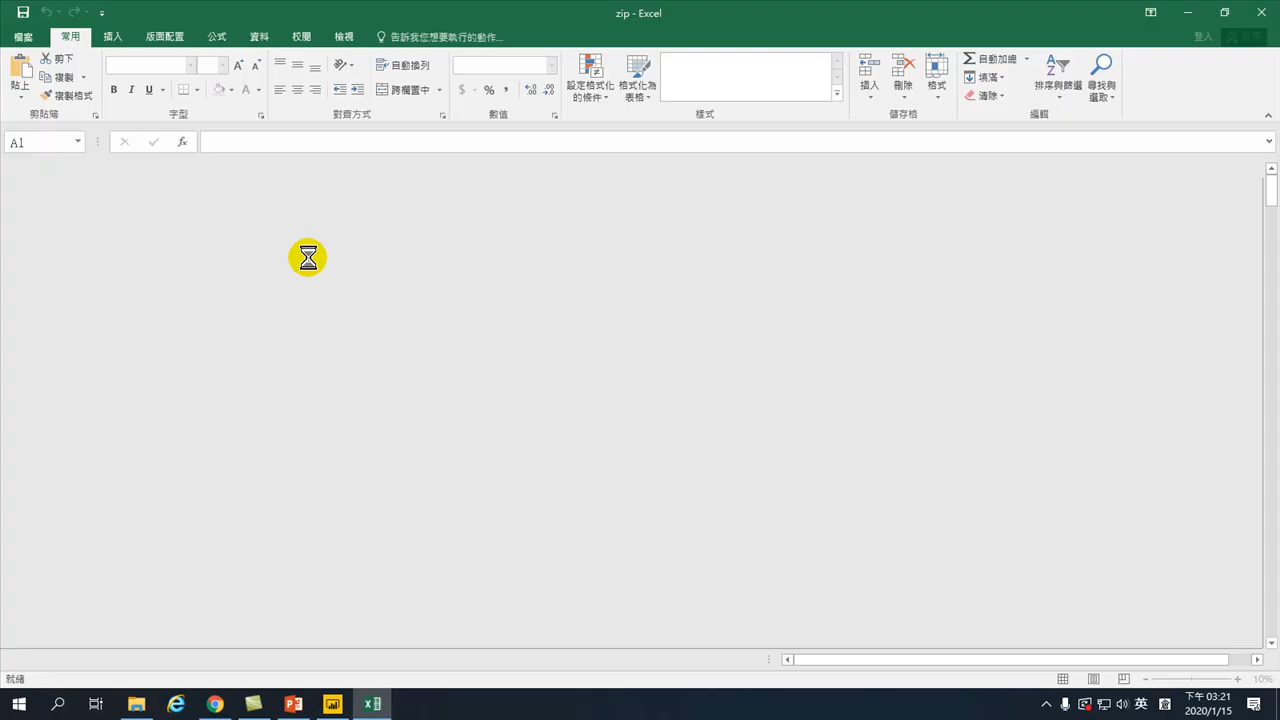 zip - Excel
檔案 常用 插入 版面配置 公式 資料 校閱 檢視 告訴我您想要執行的動作... 登入 共用
貼上 剪下 複製 複製格式 剪貼簿
B I U A A A 字型
自動換列 跨欄置中 對齊方式
$ % , 數值
設定格式化的條件 格式化為表格 樣式
插入 刪除 格式 儲存格
自動加總 填滿 清除 排序與篩選 尋找與選取 編輯
A1 fx
就緒 10%
英 倉 下午 03:21
2020/1/15